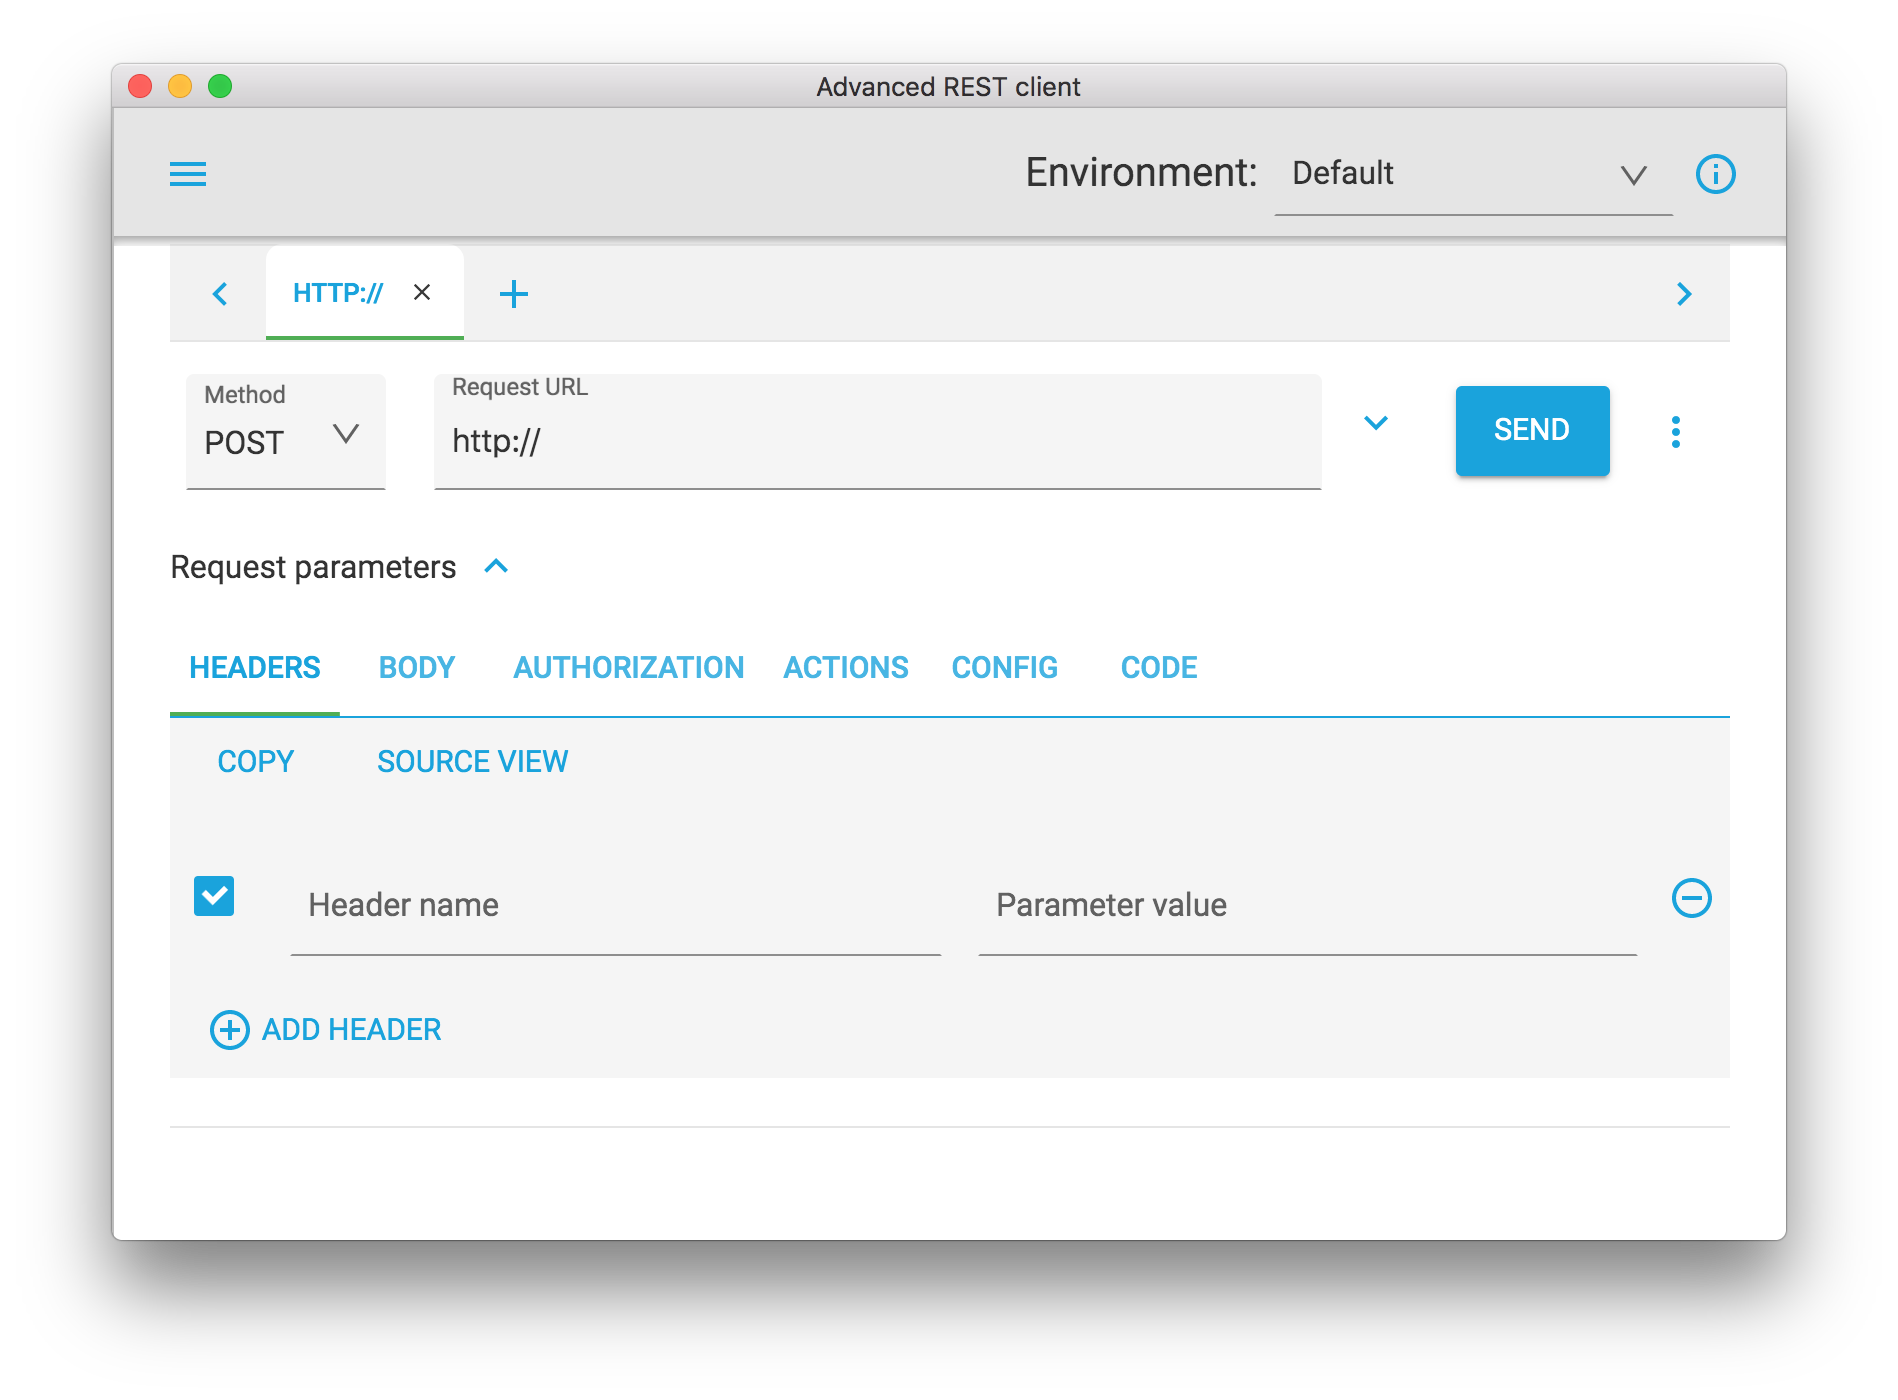 Advanced REST client
Environment: Default
HTTP://
Method
POST
Request URL
http://
SEND
Request parameters
HEADERS BODY AUTHORIZATION ACTIONS CONFIG CODE
COPY SOURCE VIEW
Header name Parameter value
ADD HEADER